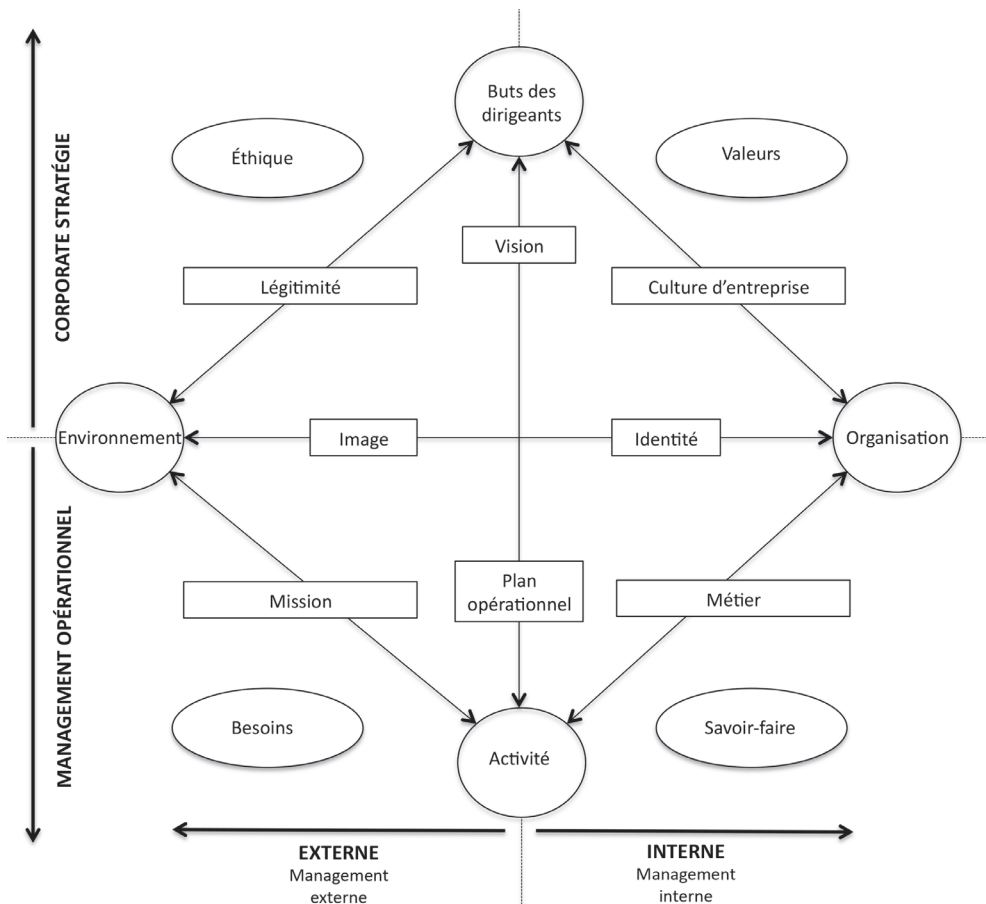 Buts des
dirigeants
Éthique
Valeurs
CORPORATE STRATÉGIE
Vision
Légitimité
Culture d’entreprise
Environnement
Image
Identité
Organisation
MANAGEMENT OPÉRATIONNEL
Plan
opérationnel
Mission
Métier
Besoins
Savoir-faire
Activité
EXTERNE
Management
externe
INTERNE
Management
interne